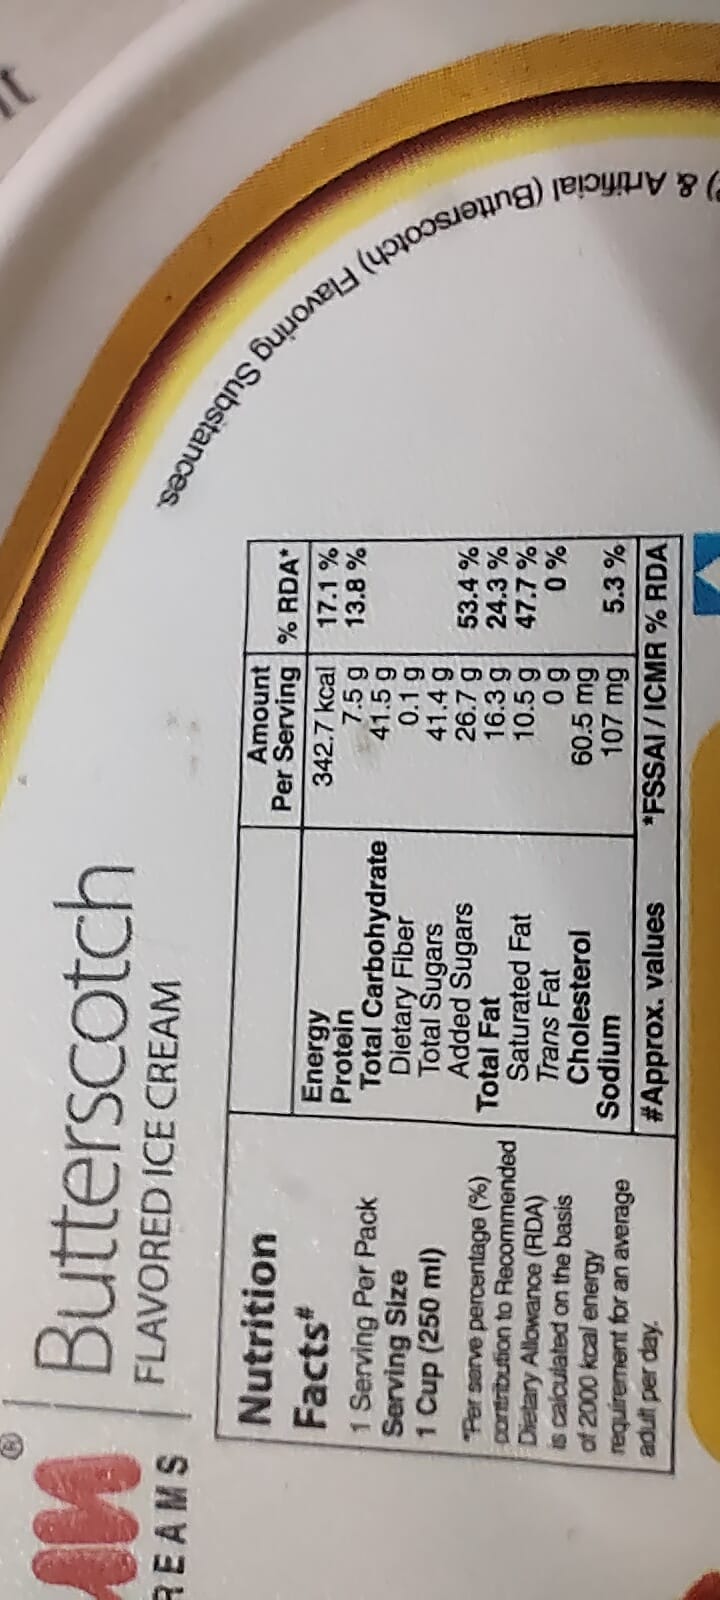 ®
REAMS
Butterscotch
FLAVORED ICE CREAM
) & Artificial (Butterscotch) Flavoring Substances.
Nutrition
Facts#
1 Serving Per Pack
Serving Size
1 Cup (250 ml)
*Per serve percentage (%)
contribution to Recommended
Dietary Allowance (RDA)
is calculated on the basis
of 2000 kcal energy
requirement for an average
adult per day.
Amount
Per Serving % RDA*
Energy 342.7 kcal 17.1 %
Protein 7.5 g 13.8 %
Total Carbohydrate 41.5 g
Dietary Fiber 0.1 g
Total Sugars 41.4 g
Added Sugars 26.7 g 53.4 %
Total Fat 16.3 g 24.3 %
Saturated Fat 10.5 g 47.7 %
Trans Fat 0 g 0 %
Cholesterol 60.5 mg
Sodium 107 mg 5.3 %
#Approx. values *FSSAI / ICMR % RDA